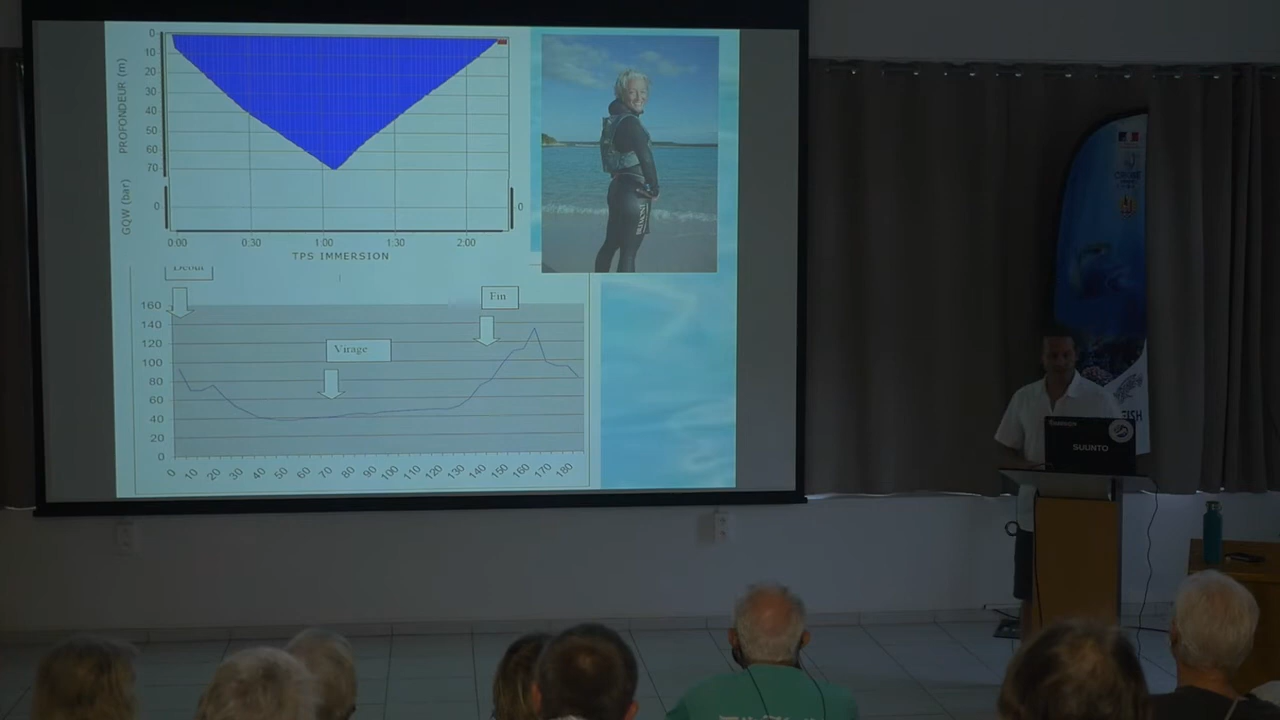 PROFONDEUR (m)
0
10
20
30
40
50
60
70
GQW (bar)
0
0
0:00
0:30
1:00
1:30
2:00
TPS IMMERSION
Début
Fin
Virage
160
140
120
100
80
60
40
20
0
0 10 20 30 40 50 60 70 80 90 100 110 120 130 140 150 160 170 180
SUUNTO
FISH